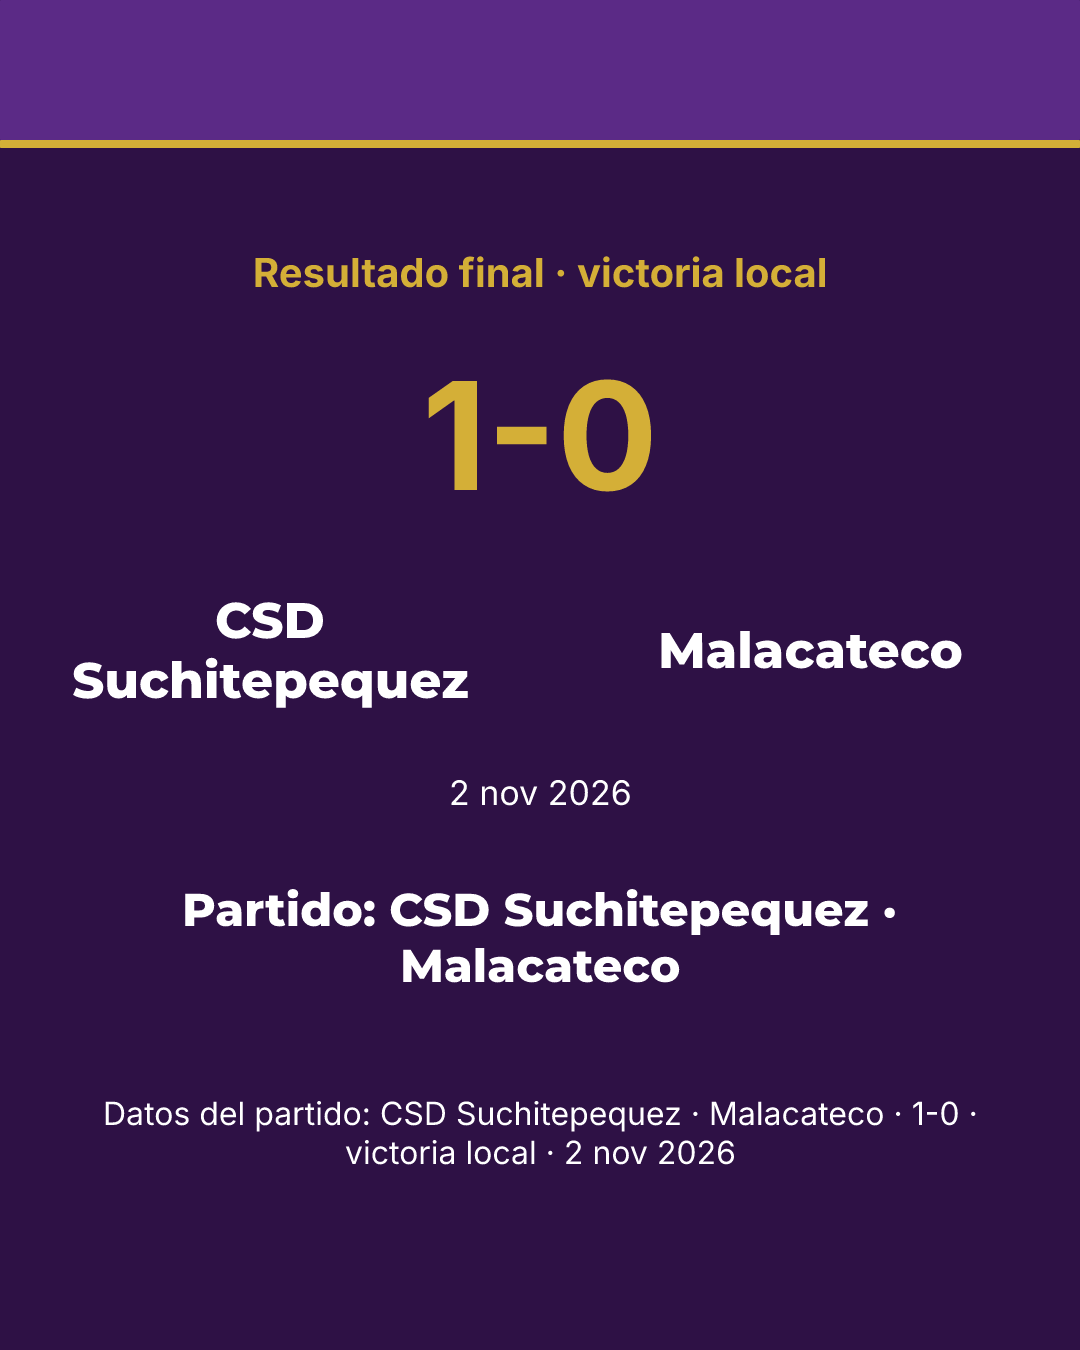 Resultado final · victoria local
1-0
CSD
Suchitepequez
Malacateco
2 nov 2026
Partido: CSD Suchitepequez ·
Malacateco
Datos del partido: CSD Suchitepequez · Malacateco · 1-0 ·
victoria local · 2 nov 2026